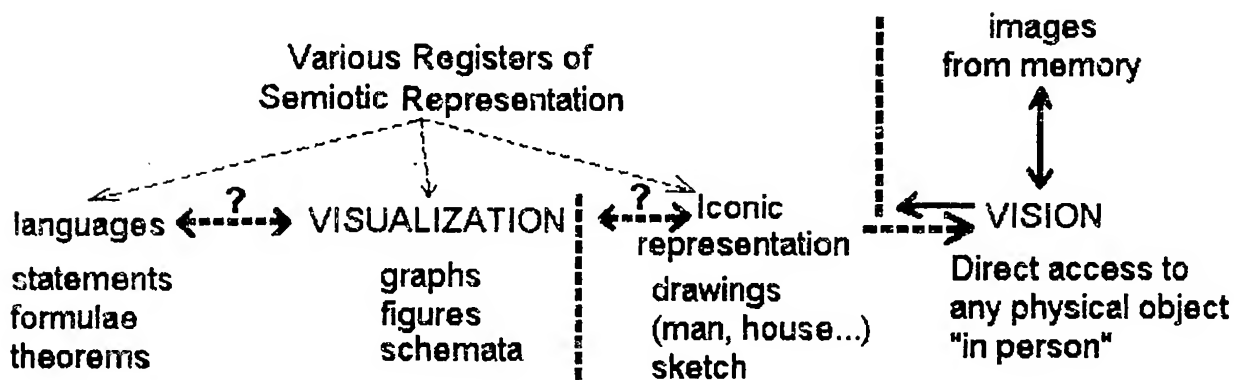 Various Registers of
Semiotic Representation
images
from memory
languages
?
VISUALIZATION
?
Iconic
representation
VISION
statements
formulae
theorems
graphs
figures
schemata
drawings
(man, house...)
sketch
Direct access to
any physical object
"in person"